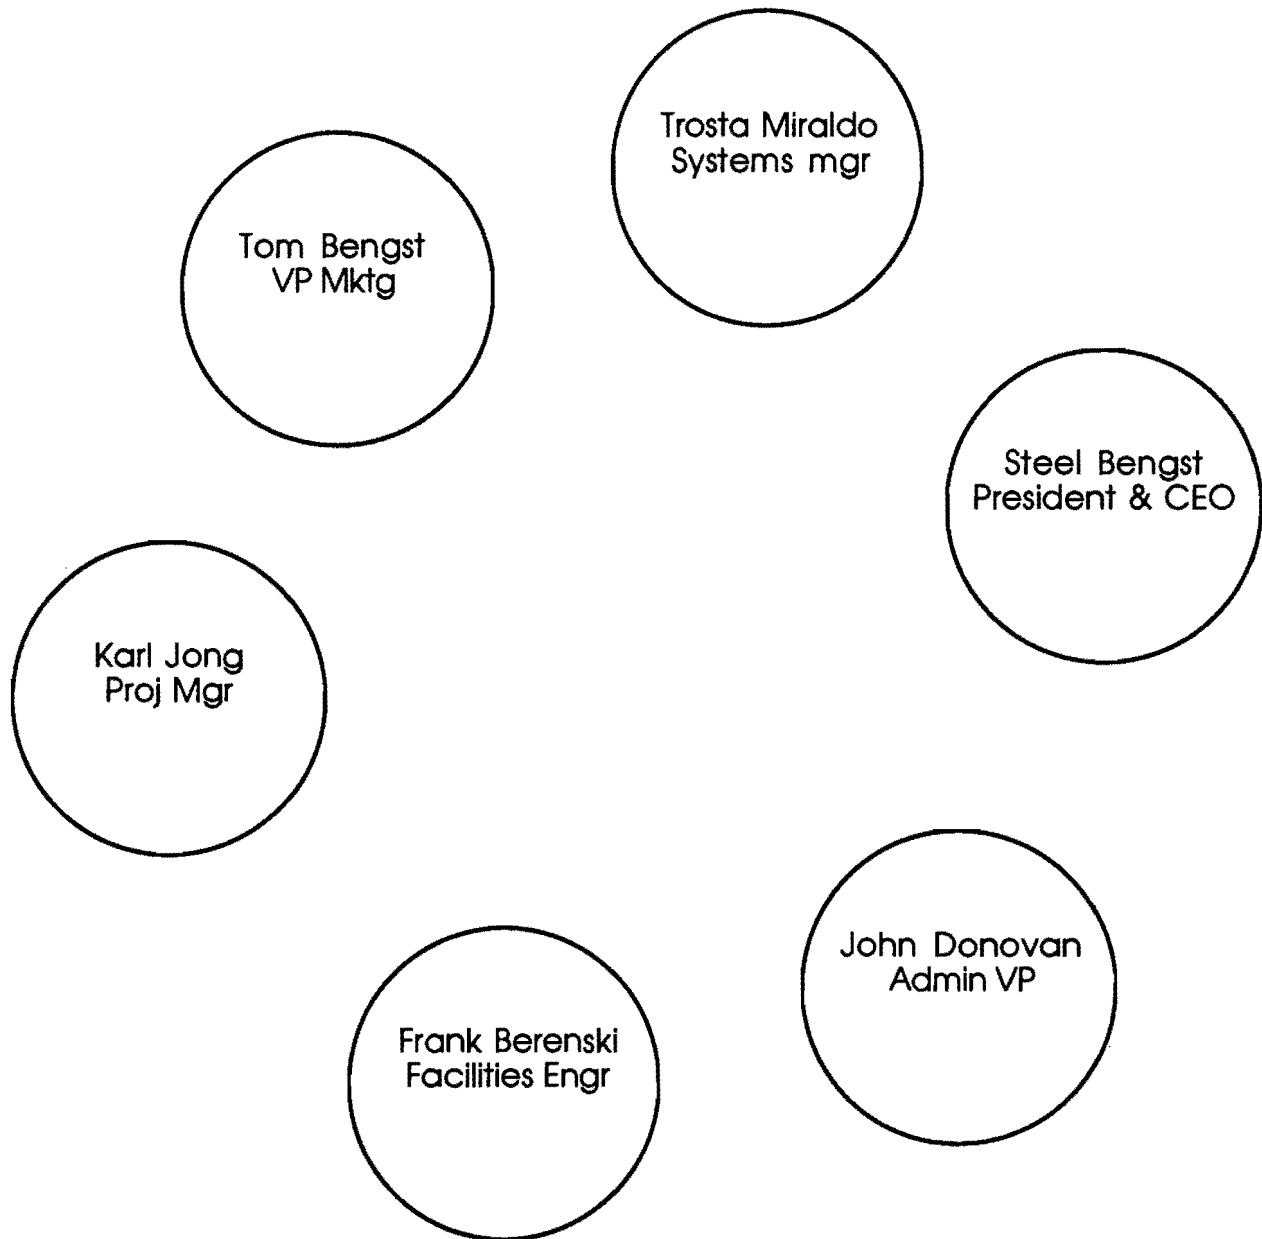 Trosta Miraldo
Systems mgr
Tom Bengst
VP Mktg
Steel Bengst
President & CEO
Karl Jong
Proj Mgr
John Donovan
Admin VP
Frank Berenski
Facilities Engr